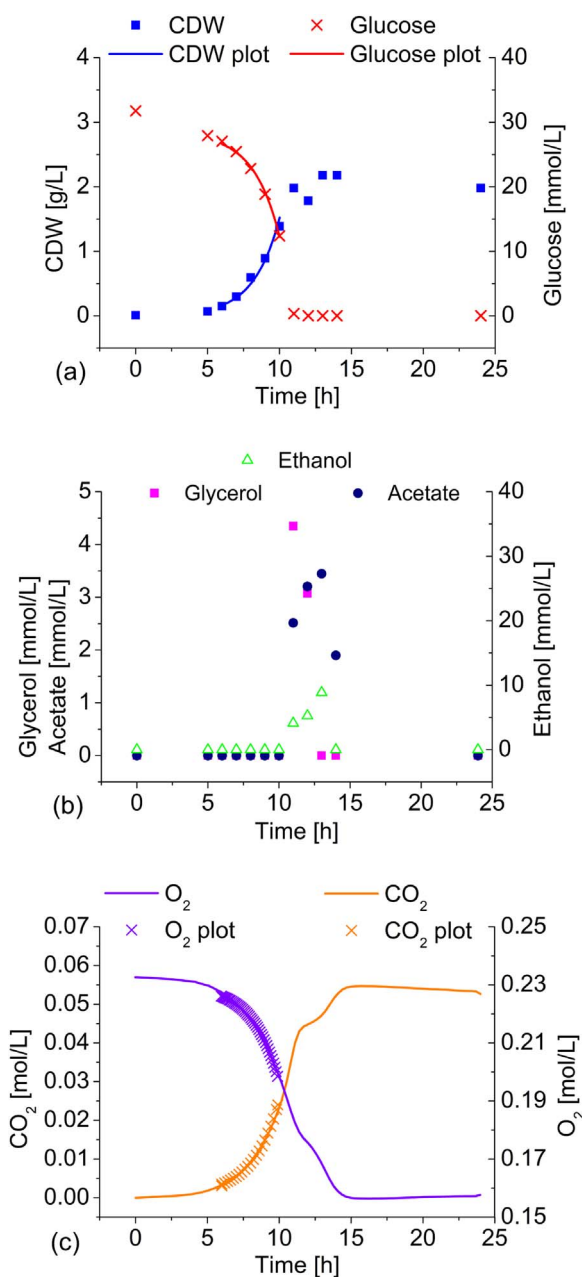 CDW Glucose
CDW plot Glucose plot
4 40
3 30
2 20
1 10
0 0
CDW [g/L]
Glucose [mmol/L]
0 5 10 15 20 25
Time [h]
(a)
Ethanol
Glycerol Acetate
5 40
4 30
3 20
2 10
1 0
0
Glycerol [mmol/L]
Acetate [mmol/L]
Ethanol [mmol/L]
0 5 10 15 20 25
Time [h]
(b)
O₂ CO₂
O₂ plot CO₂ plot
0.07 0.25
0.06 0.23
0.05 0.21
0.04 0.19
0.03 0.17
0.02 0.15
0.01
0.00
CO₂ [mol/L]
O₂ [mol/L]
0 5 10 15 20 25
Time [h]
(c)